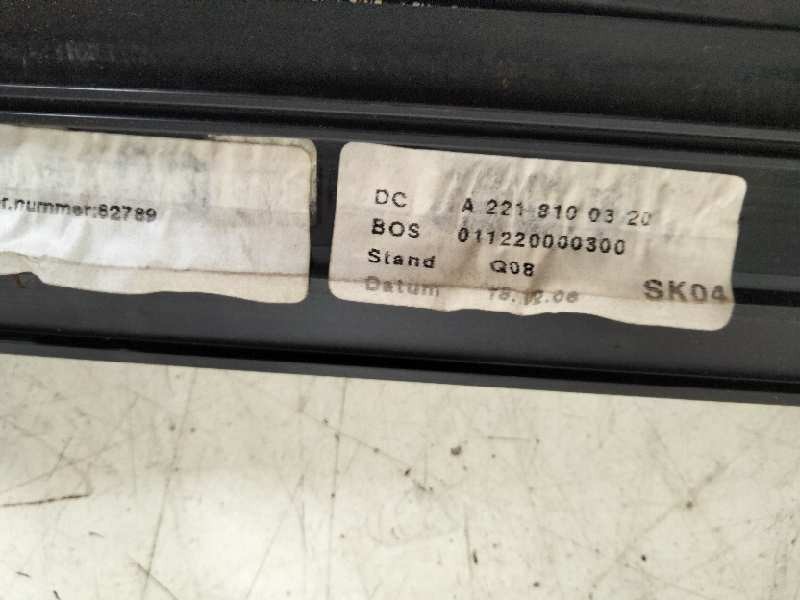 r.nummer:62789
DC A 221 810 03 20
BOS 011220000300
Stand Q08
Datum
SK04